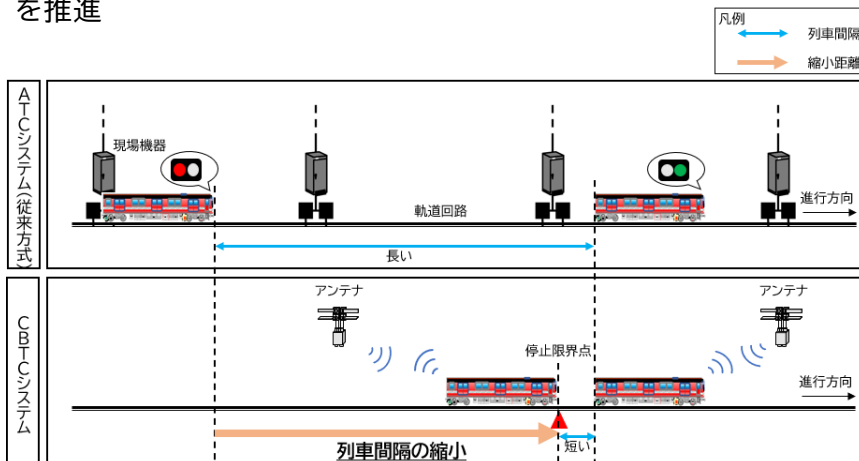 を推進
凡例
列車間隔
縮小距離
ATCシステム(従来方式)
現場機器
軌道回路
進行方向
長い
CBTCシステム
アンテナ
アンテナ
停止限界点
進行方向
短い
列車間隔の縮小